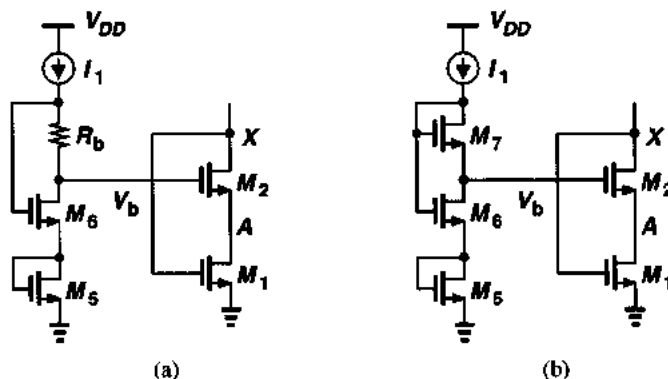 V_DD
I_1
R_b
X
M_2
V_b
M_6
A
M_5
M_1
(a)
V_DD
I_1
M_7
X
M_2
V_b
M_6
A
M_5
M_1
(b)